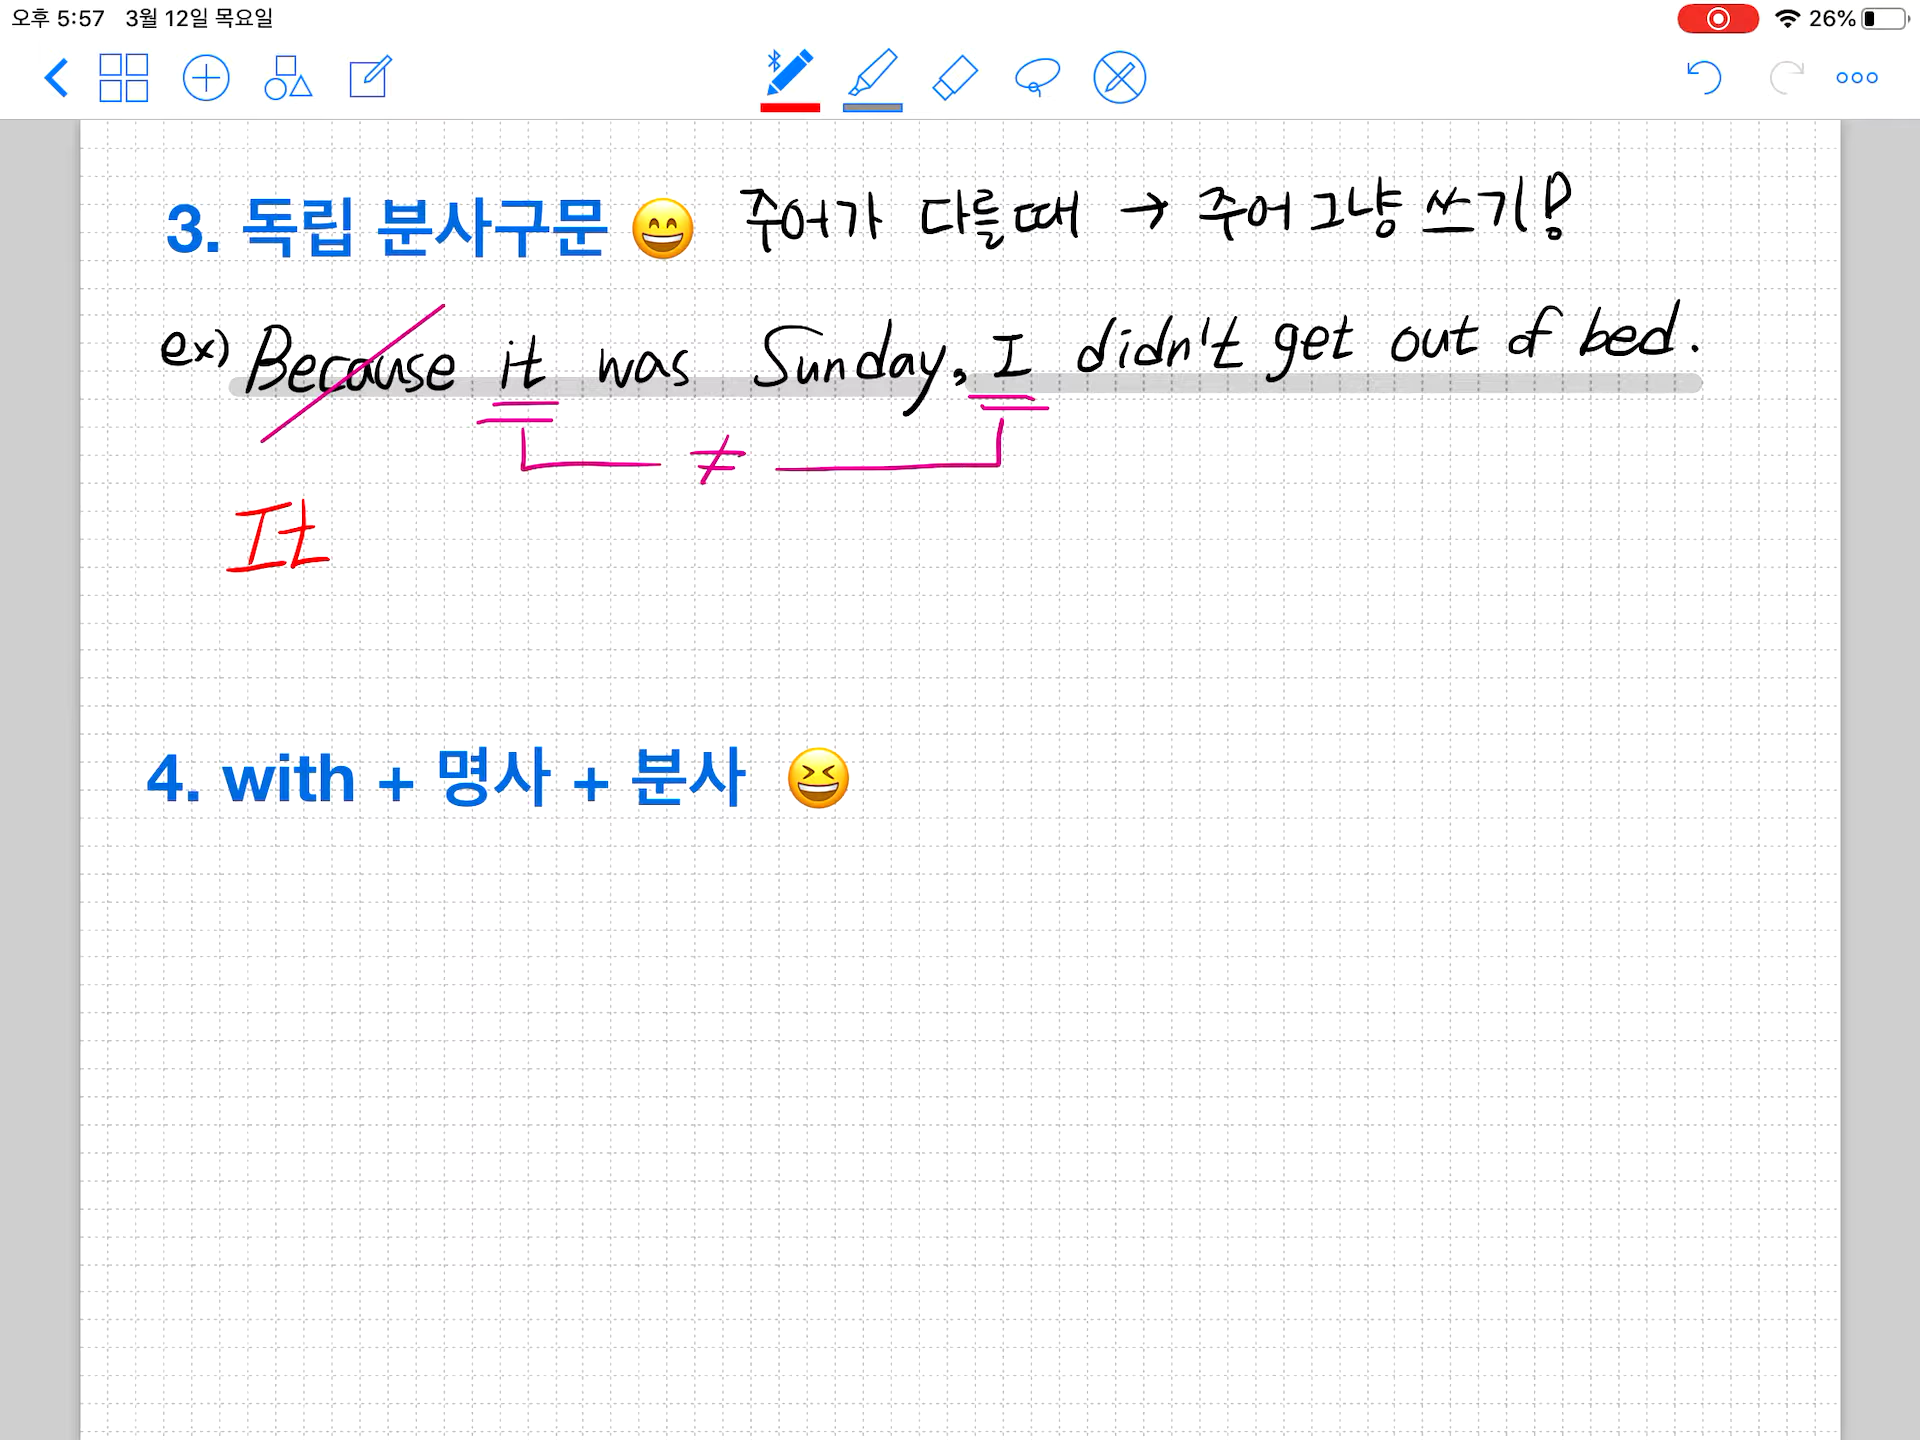 오후 5:57 3월 12일 목요일 26%
3. 독립 분사구문 😄 주어가 다를때 → 주어 그냥 쓰기!
ex) Because it was Sunday, I didn't get out of bed.
≠
It
4. with + 명사 + 분사 😆